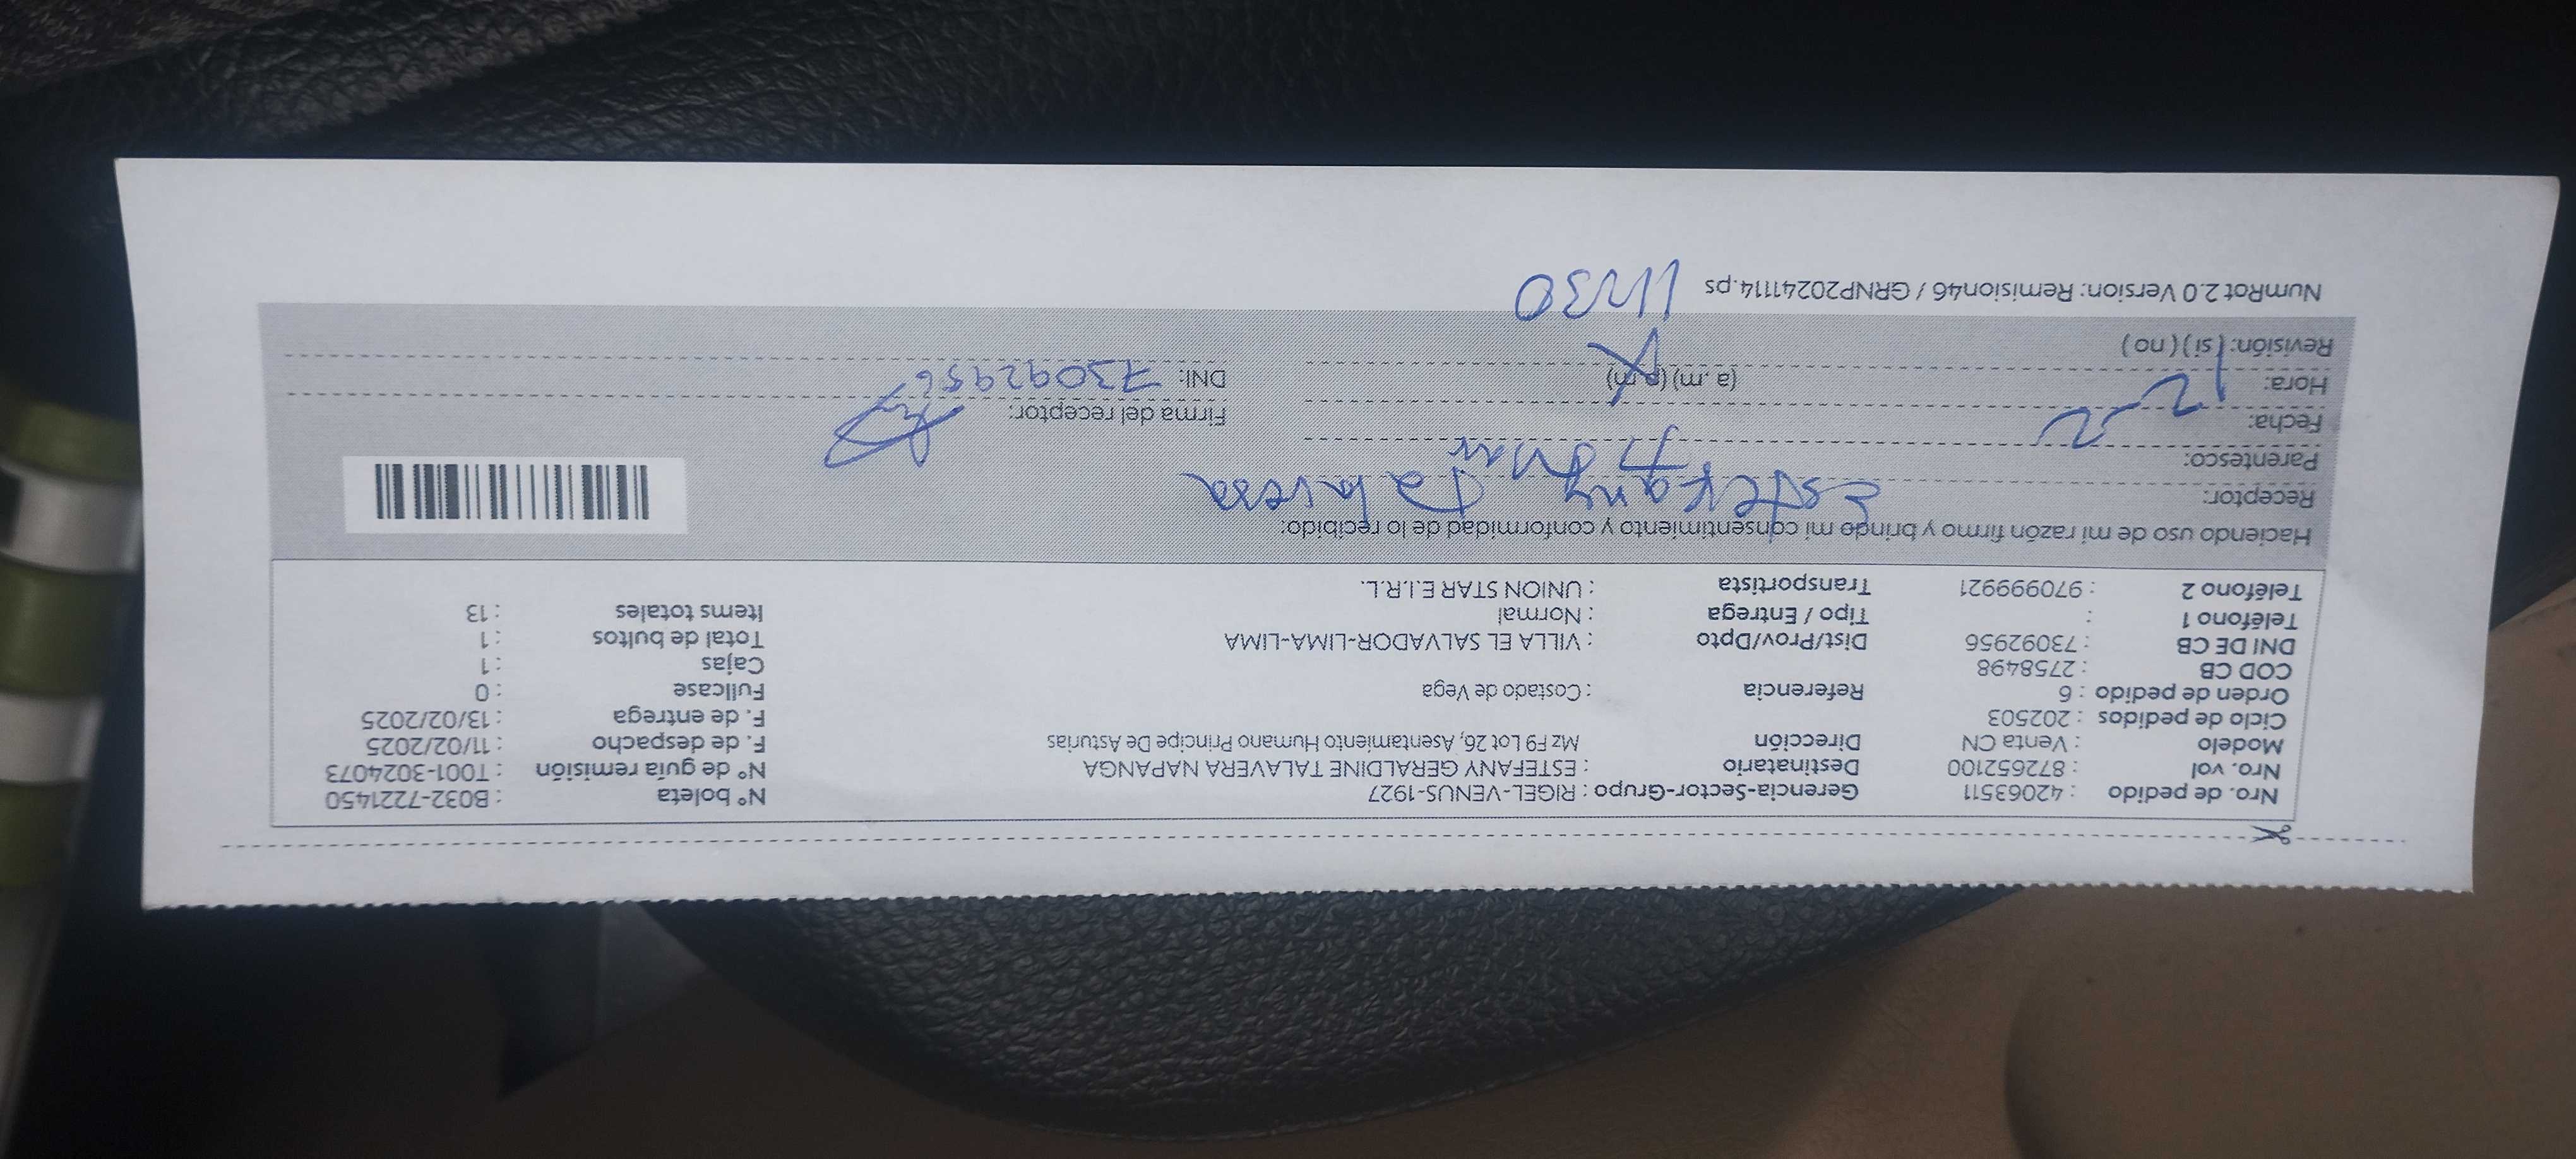 Nro. de pedido : 42063511 Gerencia-Sector-Grupo : RIGEL-VENUS-1927 N° boleta : B032-7221450
Nro. vol : 872652100 Destinatario : ESTEFANY GERALDINE TALAVERA NAPANGA N° de guía remisión : T001-3024073
Modelo : Venta CN Dirección Mz F9 Lot 26, Asentamiento Humano Principe De Asturias F. de despacho : 11/02/2025
Ciclo de pedidos : 202503 F. de entrega : 13/02/2025
Orden de pedido : 6 Referencia : Costado de Vega Fullcase : 0
COD CB : 2758498 Cajas : 1
DNI DE CB : 73092956 Dist/Prov/Dpto : VILLA EL SALVADOR-LIMA-LIMA Total de bultos : 1
Teléfono 1 : Tipo / Entrega : Normal Items totales : 13
Teléfono 2 : 970999921 Transportista : UNION STAR E.I.R.L.
Haciendo uso de mi razón firmo y brindo mi consentimiento y conformidad de lo recibido:
Receptor: Estefany Talavera
Parentesco:
Fecha: Firma del receptor:
Hora: (a .m) (p.m) DNI: 73092956
Revisión: ( si ) ( no )
NumRot 2.0 Version: Remision46 / GRNP20241114.ps